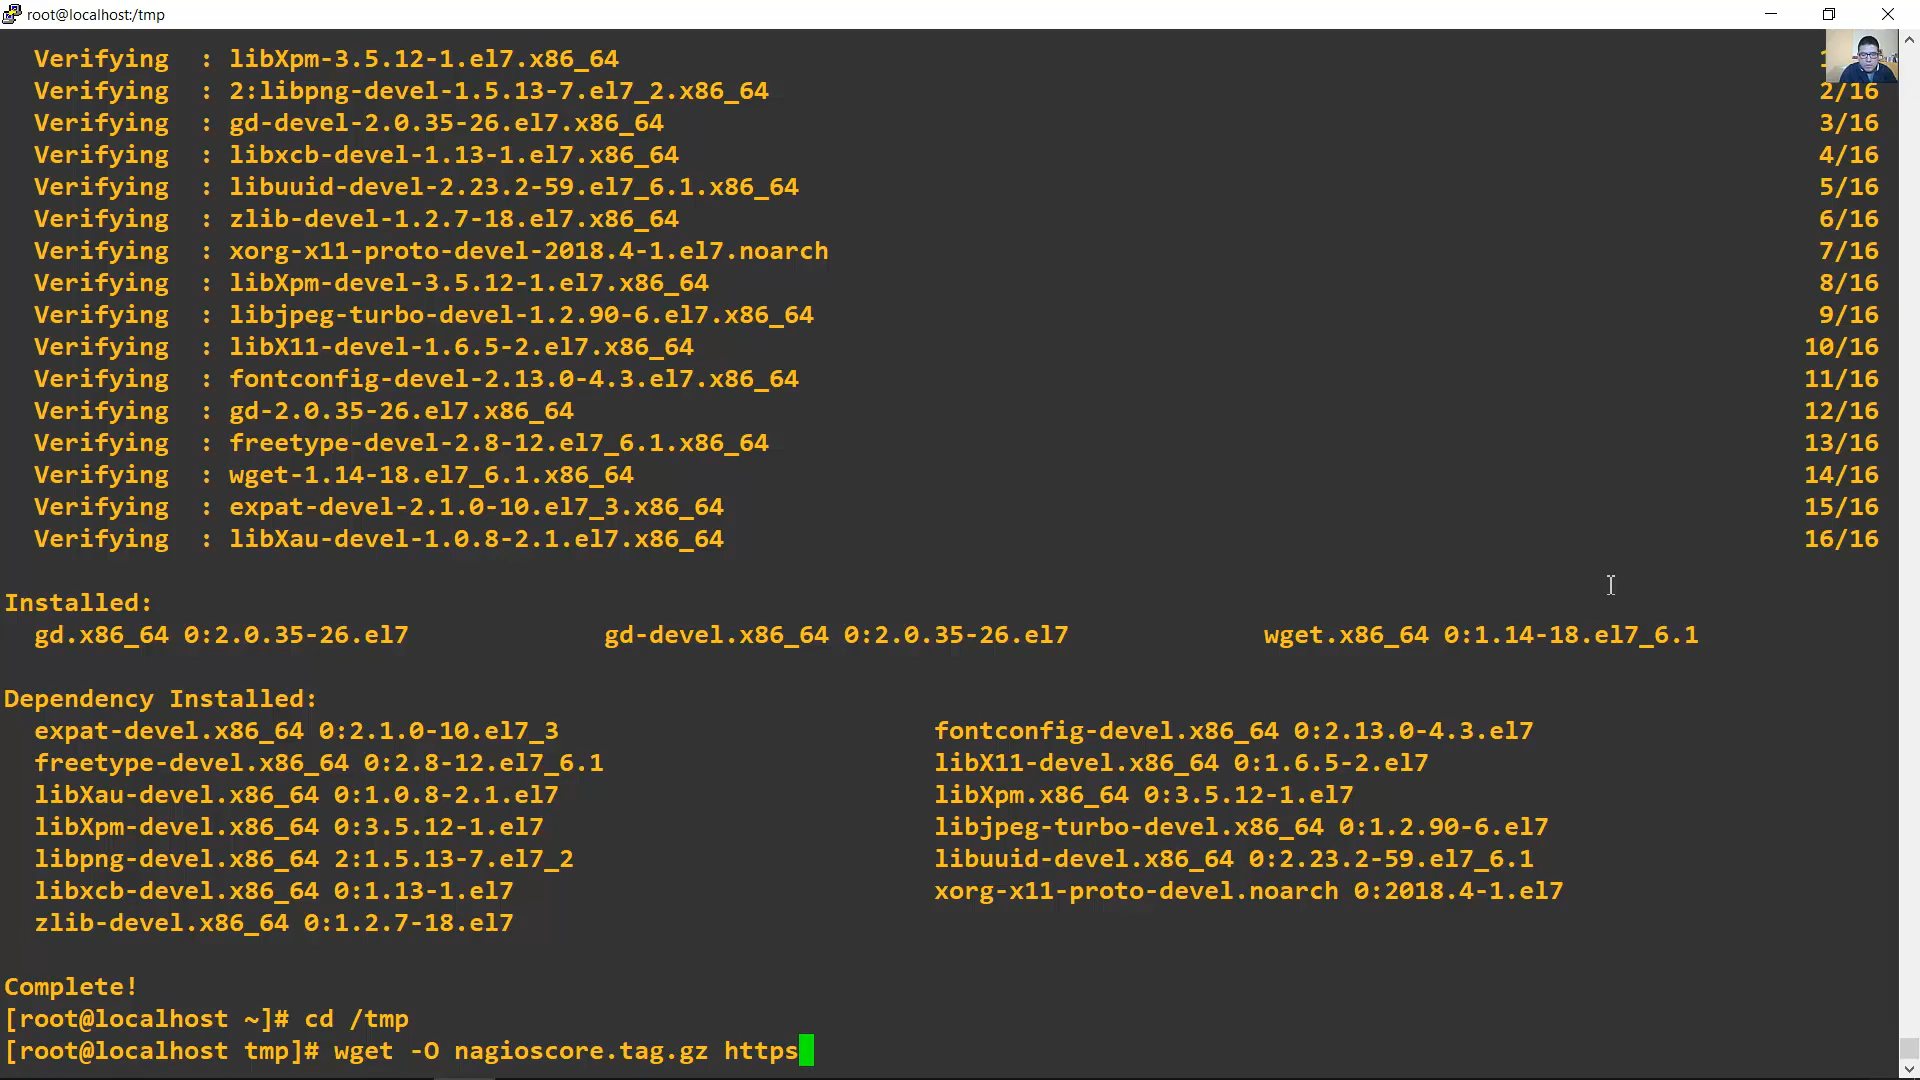 root@localhost:/tmp
Verifying : libXpm-3.5.12-1.el7.x86_64
Verifying : 2:libpng-devel-1.5.13-7.el7_2.x86_64 2/16
Verifying : gd-devel-2.0.35-26.el7.x86_64 3/16
Verifying : libxcb-devel-1.13-1.el7.x86_64 4/16
Verifying : libuuid-devel-2.23.2-59.el7_6.1.x86_64 5/16
Verifying : zlib-devel-1.2.7-18.el7.x86_64 6/16
Verifying : xorg-x11-proto-devel-2018.4-1.el7.noarch 7/16
Verifying : libXpm-devel-3.5.12-1.el7.x86_64 8/16
Verifying : libjpeg-turbo-devel-1.2.90-6.el7.x86_64 9/16
Verifying : libX11-devel-1.6.5-2.el7.x86_64 10/16
Verifying : fontconfig-devel-2.13.0-4.3.el7.x86_64 11/16
Verifying : gd-2.0.35-26.el7.x86_64 12/16
Verifying : freetype-devel-2.8-12.el7_6.1.x86_64 13/16
Verifying : wget-1.14-18.el7_6.1.x86_64 14/16
Verifying : expat-devel-2.1.0-10.el7_3.x86_64 15/16
Verifying : libXau-devel-1.0.8-2.1.el7.x86_64 16/16
Installed:
gd.x86_64 0:2.0.35-26.el7 gd-devel.x86_64 0:2.0.35-26.el7 wget.x86_64 0:1.14-18.el7_6.1
Dependency Installed:
expat-devel.x86_64 0:2.1.0-10.el7_3 fontconfig-devel.x86_64 0:2.13.0-4.3.el7
freetype-devel.x86_64 0:2.8-12.el7_6.1 libX11-devel.x86_64 0:1.6.5-2.el7
libXau-devel.x86_64 0:1.0.8-2.1.el7 libXpm.x86_64 0:3.5.12-1.el7
libXpm-devel.x86_64 0:3.5.12-1.el7 libjpeg-turbo-devel.x86_64 0:1.2.90-6.el7
libpng-devel.x86_64 2:1.5.13-7.el7_2 libuuid-devel.x86_64 0:2.23.2-59.el7_6.1
libxcb-devel.x86_64 0:1.13-1.el7 xorg-x11-proto-devel.noarch 0:2018.4-1.el7
zlib-devel.x86_64 0:1.2.7-18.el7
Complete!
[root@localhost ~]# cd /tmp
[root@localhost tmp]# wget -O nagioscore.tag.gz https